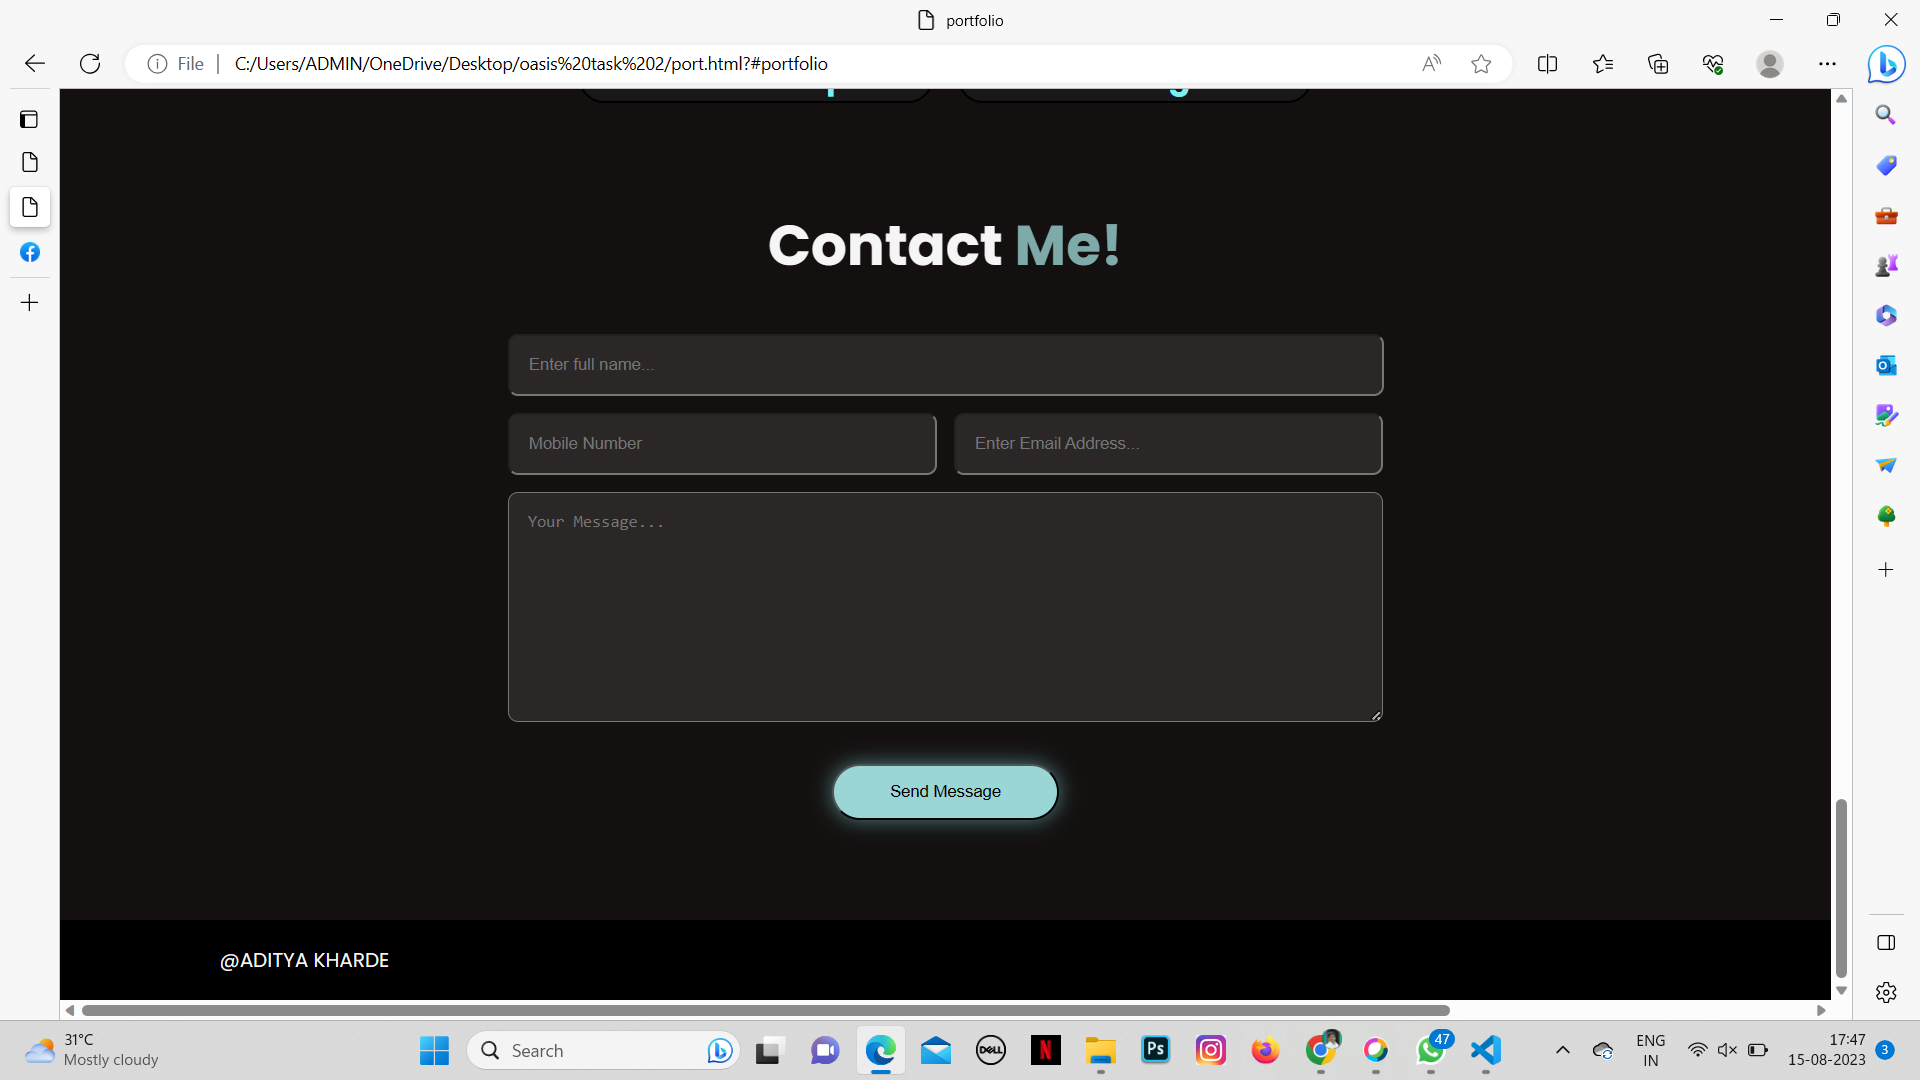 portfolio
File
C:/Users/ADMIN/OneDrive/Desktop/oasis%20task%202/port.html?#portfolio
Contact Me!
Enter full name...
Mobile Number
Enter Email Address...
Your Message...
Send Message
@ADITYA KHARDE
31°C
Mostly cloudy
Search
DELL
N
Ps
47
ENG
IN
17:47
15-08-2023
3